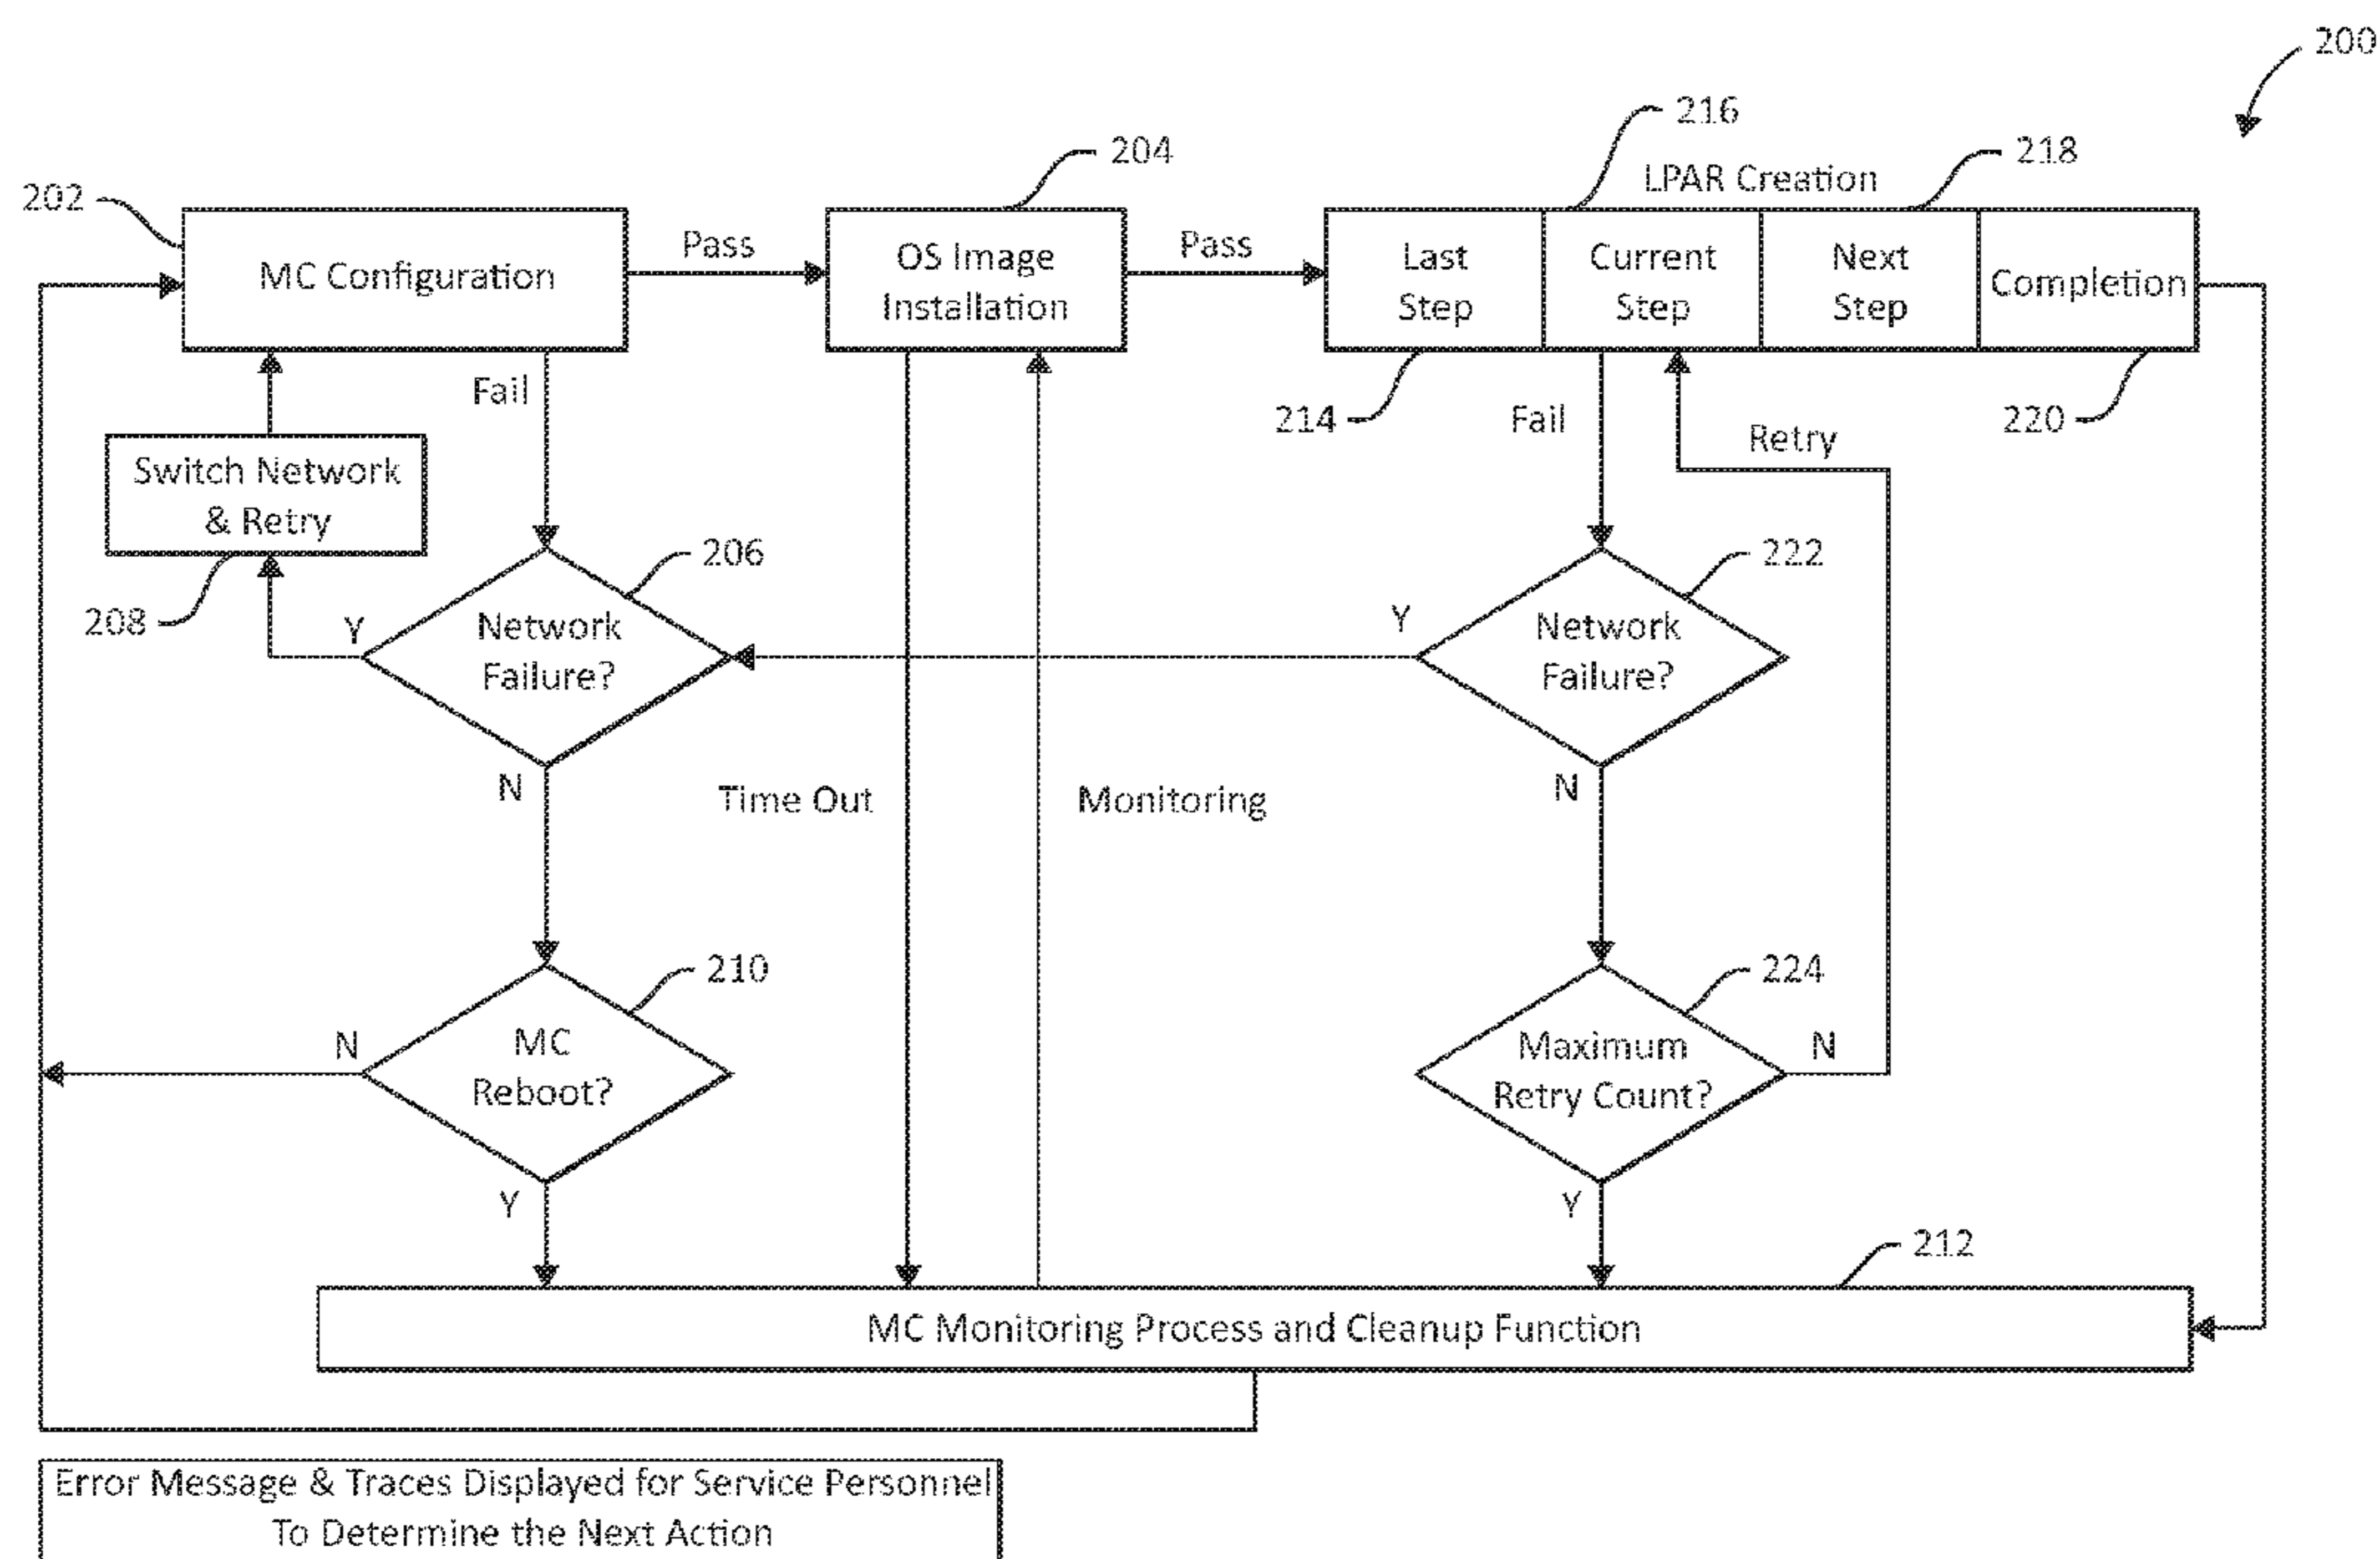 200
216
204
218
LPAR Creation
202
MC Configuration
Pass
OS Image
Installation
Pass
Last
Step
Current
Step
Next
Step
Completion
Fail
214
Fail
220
Retry
Switch Network
& Retry
208
206
Y
Network
Failure?
N
222
Y
Network
Failure?
N
Time Out
Monitoring
210
N
MC
Reboot?
Y
224
Maximum
Retry Count?
N
Y
212
MC Monitoring Process and Cleanup Function
Error Message & Traces Displayed for Service Personnel
To Determine the Next Action